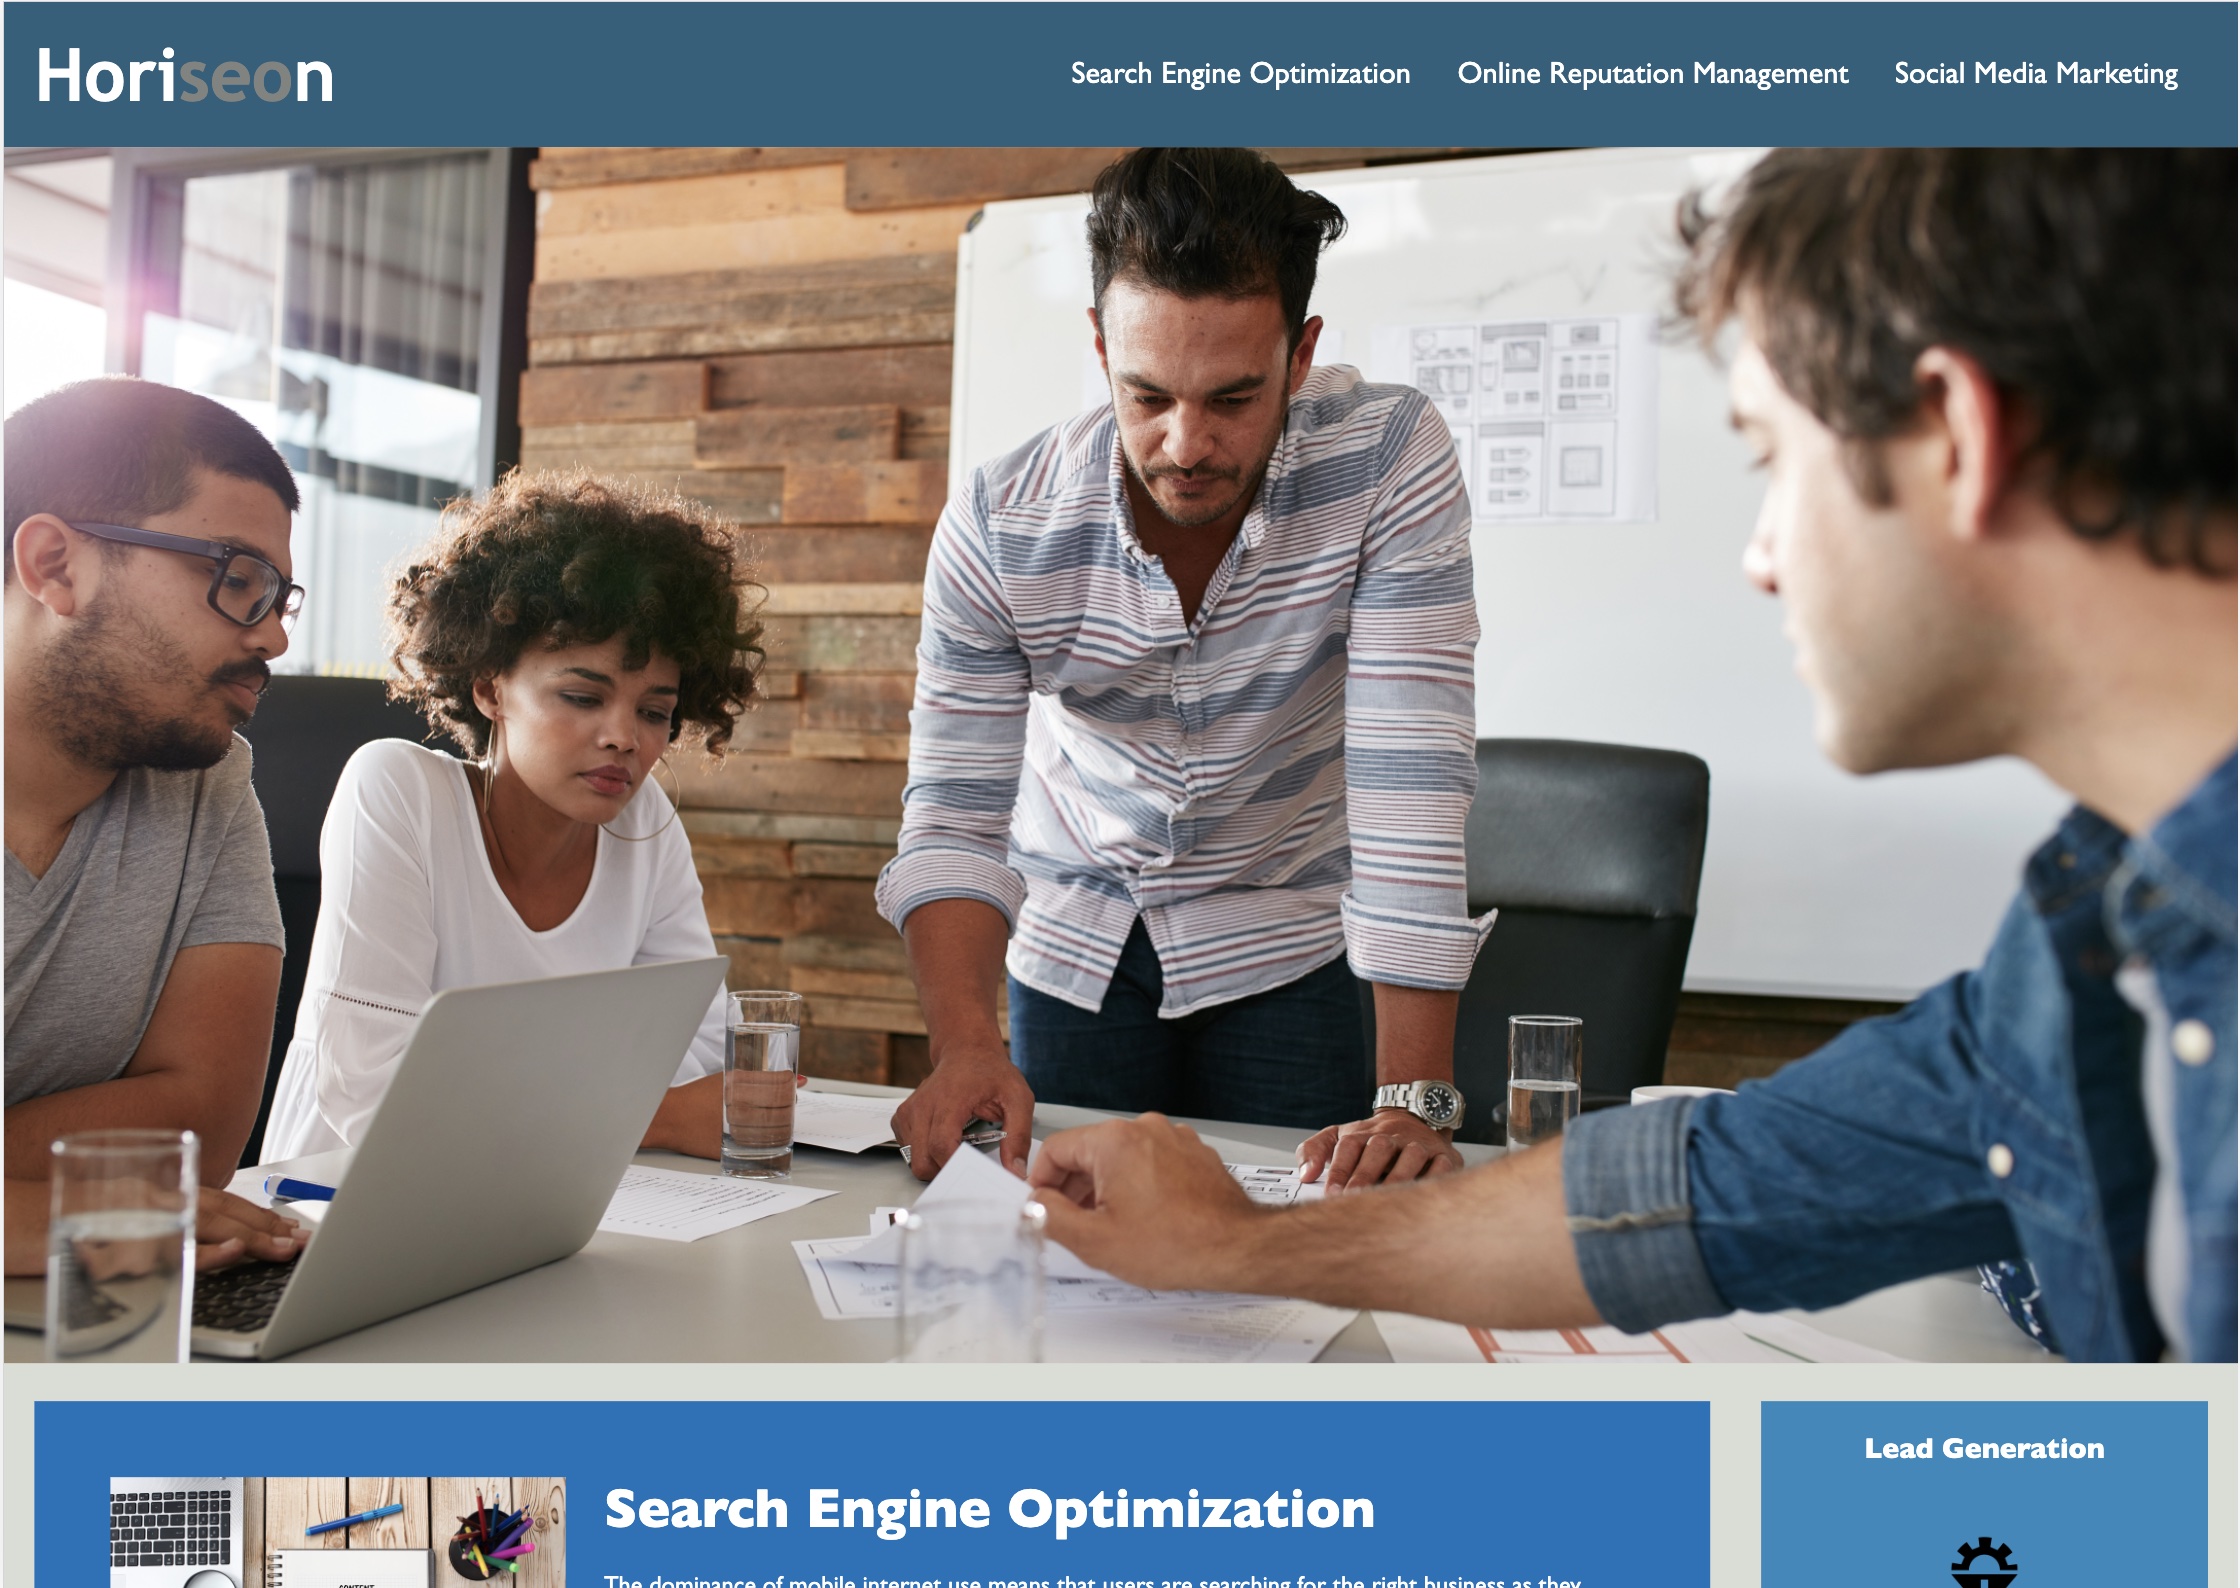 Horiseon
Search Engine Optimization
Online Reputation Management
Social Media Marketing
Search Engine Optimization
The dominance of mobile internet use means that users are searching for the right business as they
Lead Generation
CONTENT